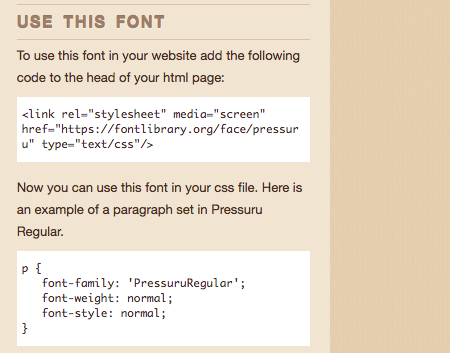 USE THIS FONT
To use this font in your website add the following
code to the head of your html page:
<link rel="stylesheet" media="screen"
href="https://fontlibrary.org/face/pressur
u" type="text/css"/>
Now you can use this font in your css file. Here is
an example of a paragraph set in Pressuru
Regular.
p {
   font-family: 'PressuruRegular';
   font-weight: normal;
   font-style: normal;
}